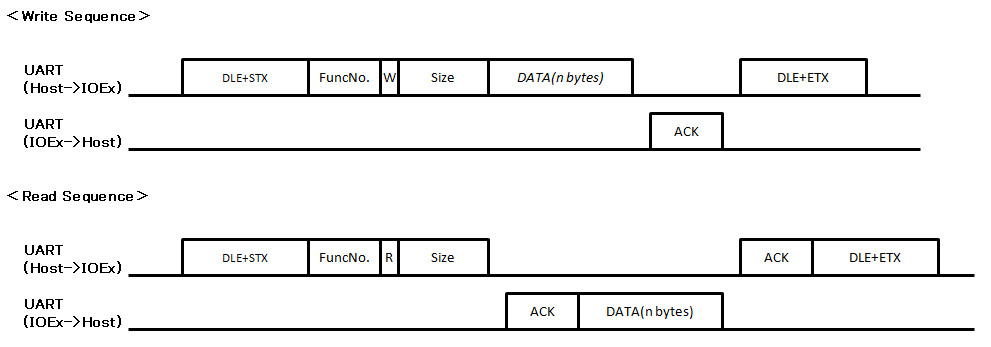 ＜Write Sequence＞
UART
(Host->IOEx)
DLE+STX FuncNo. W Size DATA(n bytes) DLE+ETX
UART
(IOEx->Host)
ACK
＜Read Sequence＞
UART
(Host->IOEx)
DLE+STX FuncNo. R Size ACK DLE+ETX
UART
(IOEx->Host)
ACK DATA(n bytes)